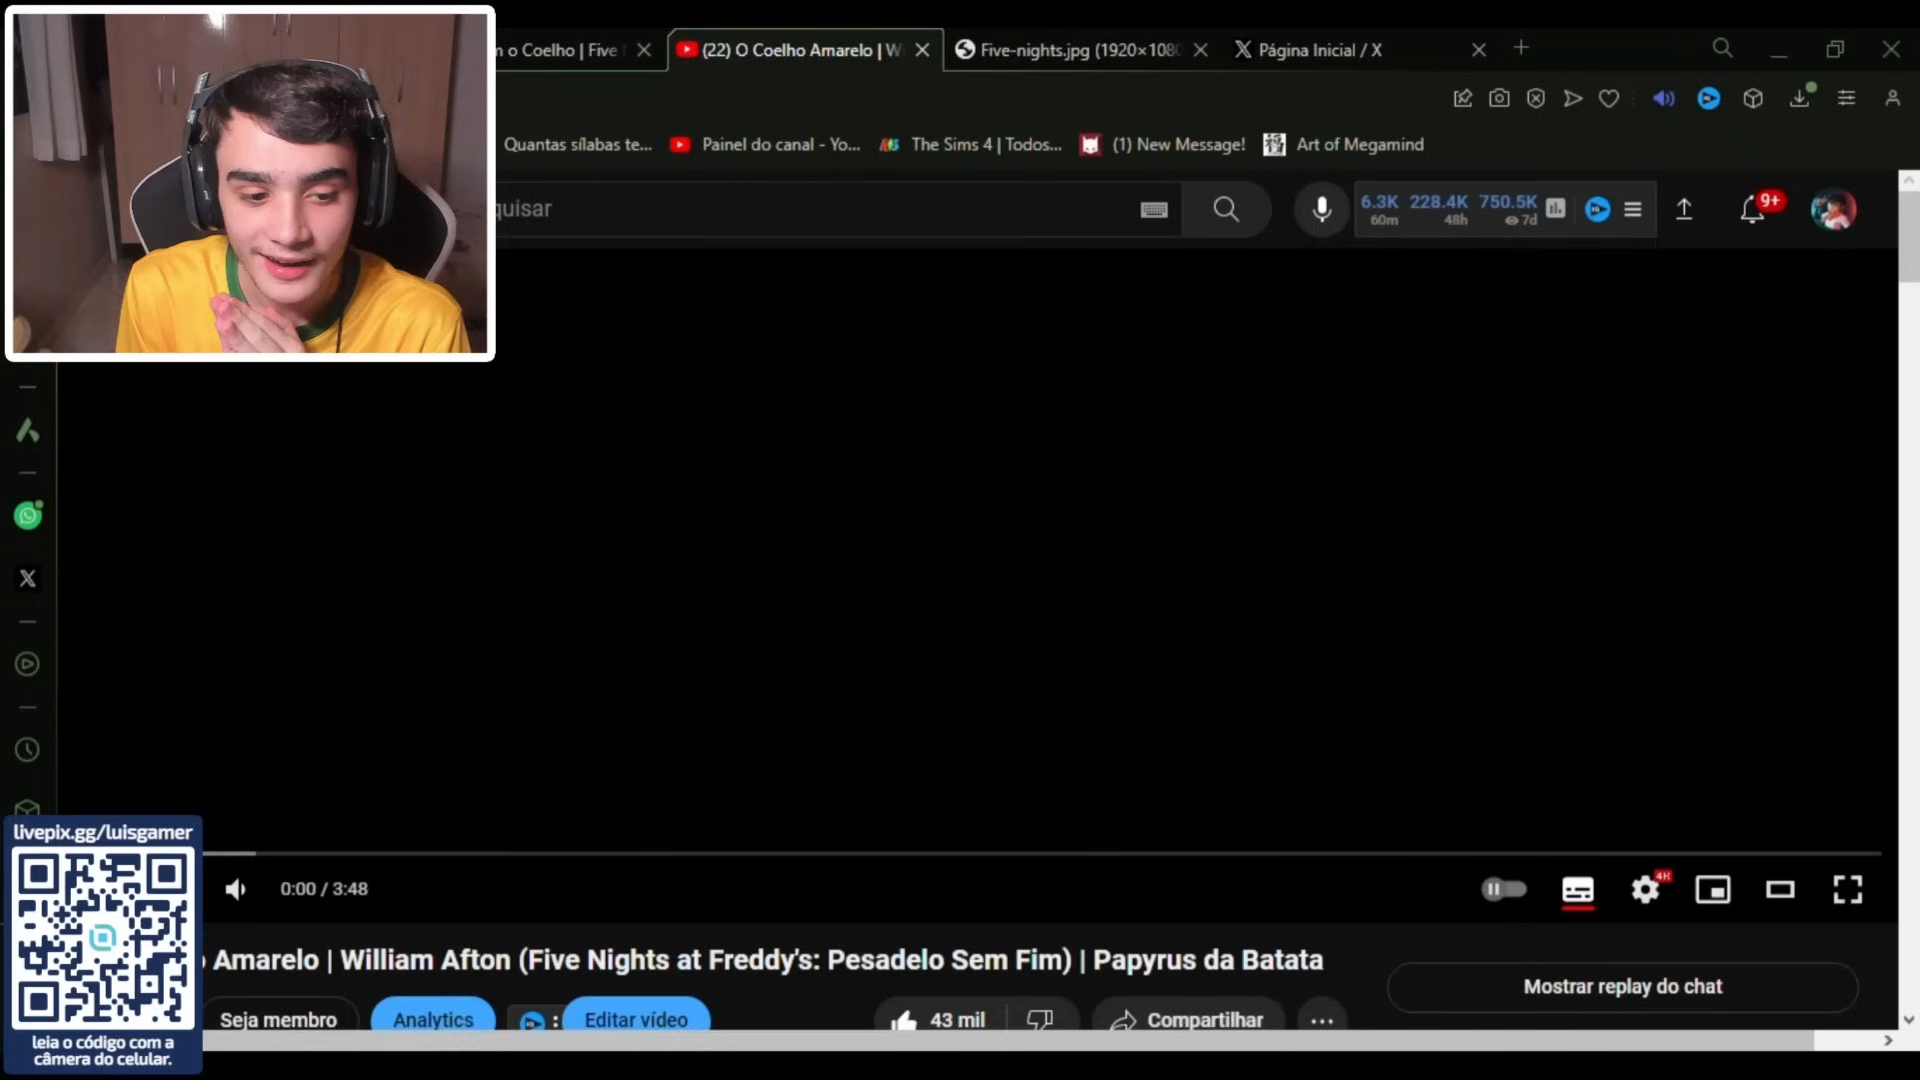 n o Coelho | Five
(22) O Coelho Amarelo | W
Five-nights.jpg (1920×1080
Página Inicial / X
Quantas sílabas te...
Painel do canal - Yo...
The Sims 4 | Todos...
(1) New Message!
Art of Megamind
quisar
6.3K 228.4K 750.5K
60m 48h 7d
9+
livepix.gg/luisgamer
leia o código com a
câmera do celular.
0:00 / 3:48
4K
Amarelo | William Afton (Five Nights at Freddy's: Pesadelo Sem Fim) | Papyrus da Batata
Mostrar replay do chat
Seja membro
Analytics
Editar vídeo
43 mil
Compartilhar